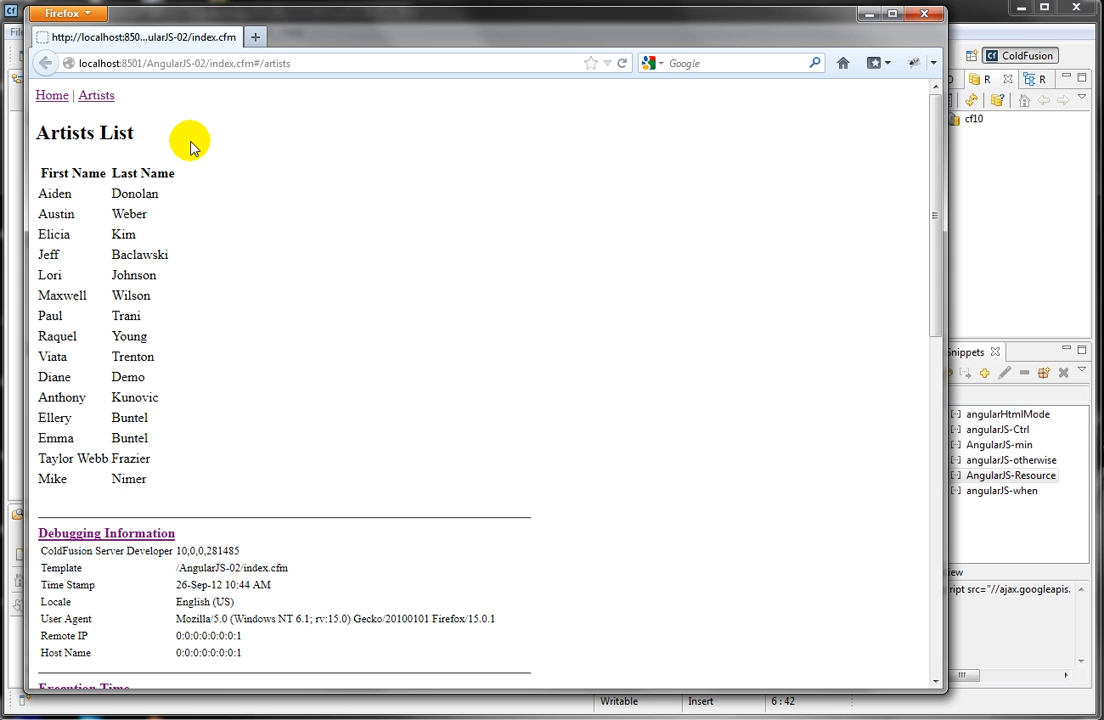 Firefox
http://localhost:850...ularJS-02/index.cfm
localhost:8501/AngularJS-02/index.cfm#/artists
Google
Home | Artists
Artists List
First Name Last Name
Aiden Donolan
Austin Weber
Elicia Kim
Jeff Baclawski
Lori Johnson
Maxwell Wilson
Paul Trani
Raquel Young
Viata Trenton
Diane Demo
Anthony Kunovic
Ellery Buntel
Emma Buntel
Taylor Webb Frazier
Mike Nimer
Debugging Information
ColdFusion Server Developer 10,0,0,281485
Template /AngularJS-02/index.cfm
Time Stamp 26-Sep-12 10:44 AM
Locale English (US)
User Agent Mozilla/5.0 (Windows NT 6.1; rv:15.0) Gecko/20100101 Firefox/15.0.1
Remote IP 0:0:0:0:0:0:0:1
Host Name 0:0:0:0:0:0:0:1
Execution Time
Cf
Fil
Cf ColdFusion
R R
cf10
nippets
angularHtmlMode
angularJS-Ctrl
AngularJS-min
angularJS-otherwise
AngularJS-Resource
angularJS-when
iew
ript src="//ajax.googleapis.
Writable Insert 6 : 42